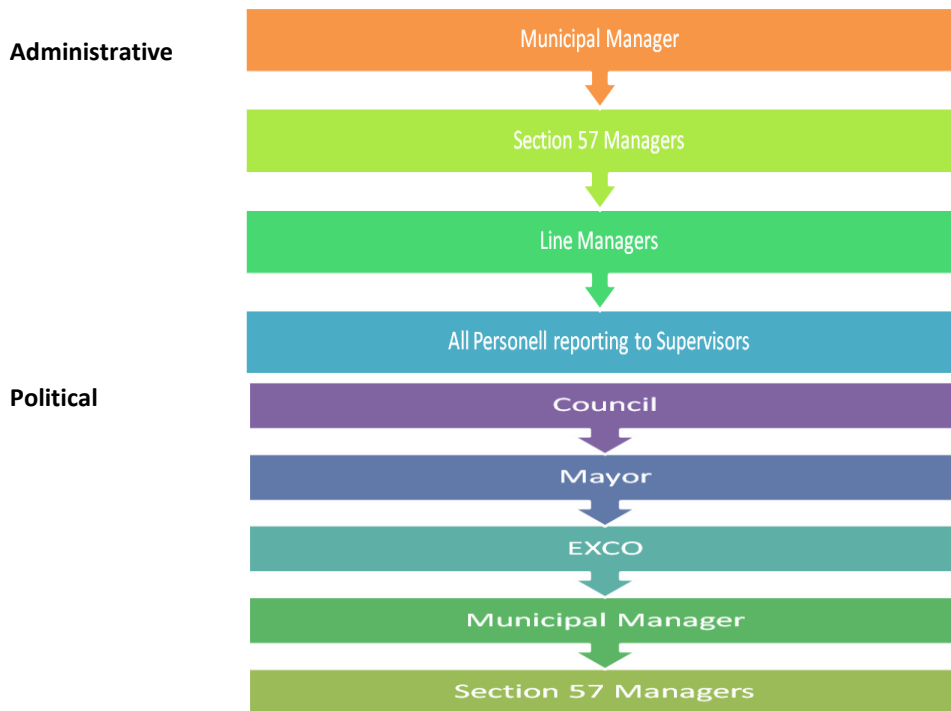 Administrative
Municipal Manager
Section 57 Managers
Line Managers
All Personell reporting to Supervisors
Political
Council
Mayor
EXCO
Municipal Manager
Section 57 Managers